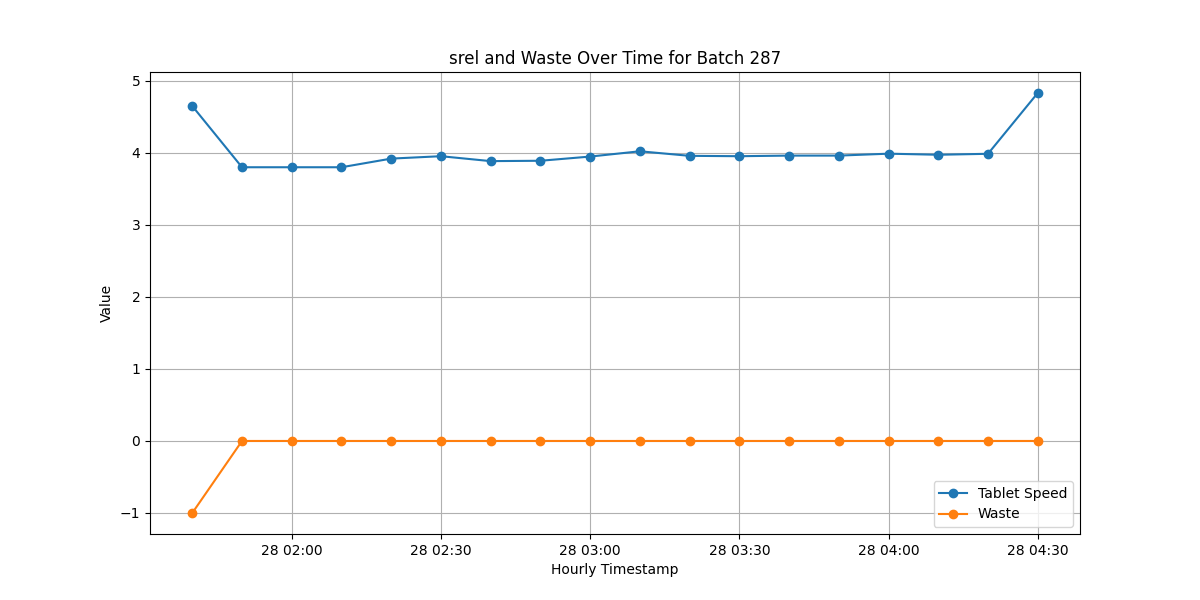 srel and Waste Over Time for Batch 287
5
4
3
2
1
0
−1
Value
Tablet Speed
Waste
28 02:00 28 02:30 28 03:00 28 03:30 28 04:00 28 04:30
Hourly Timestamp